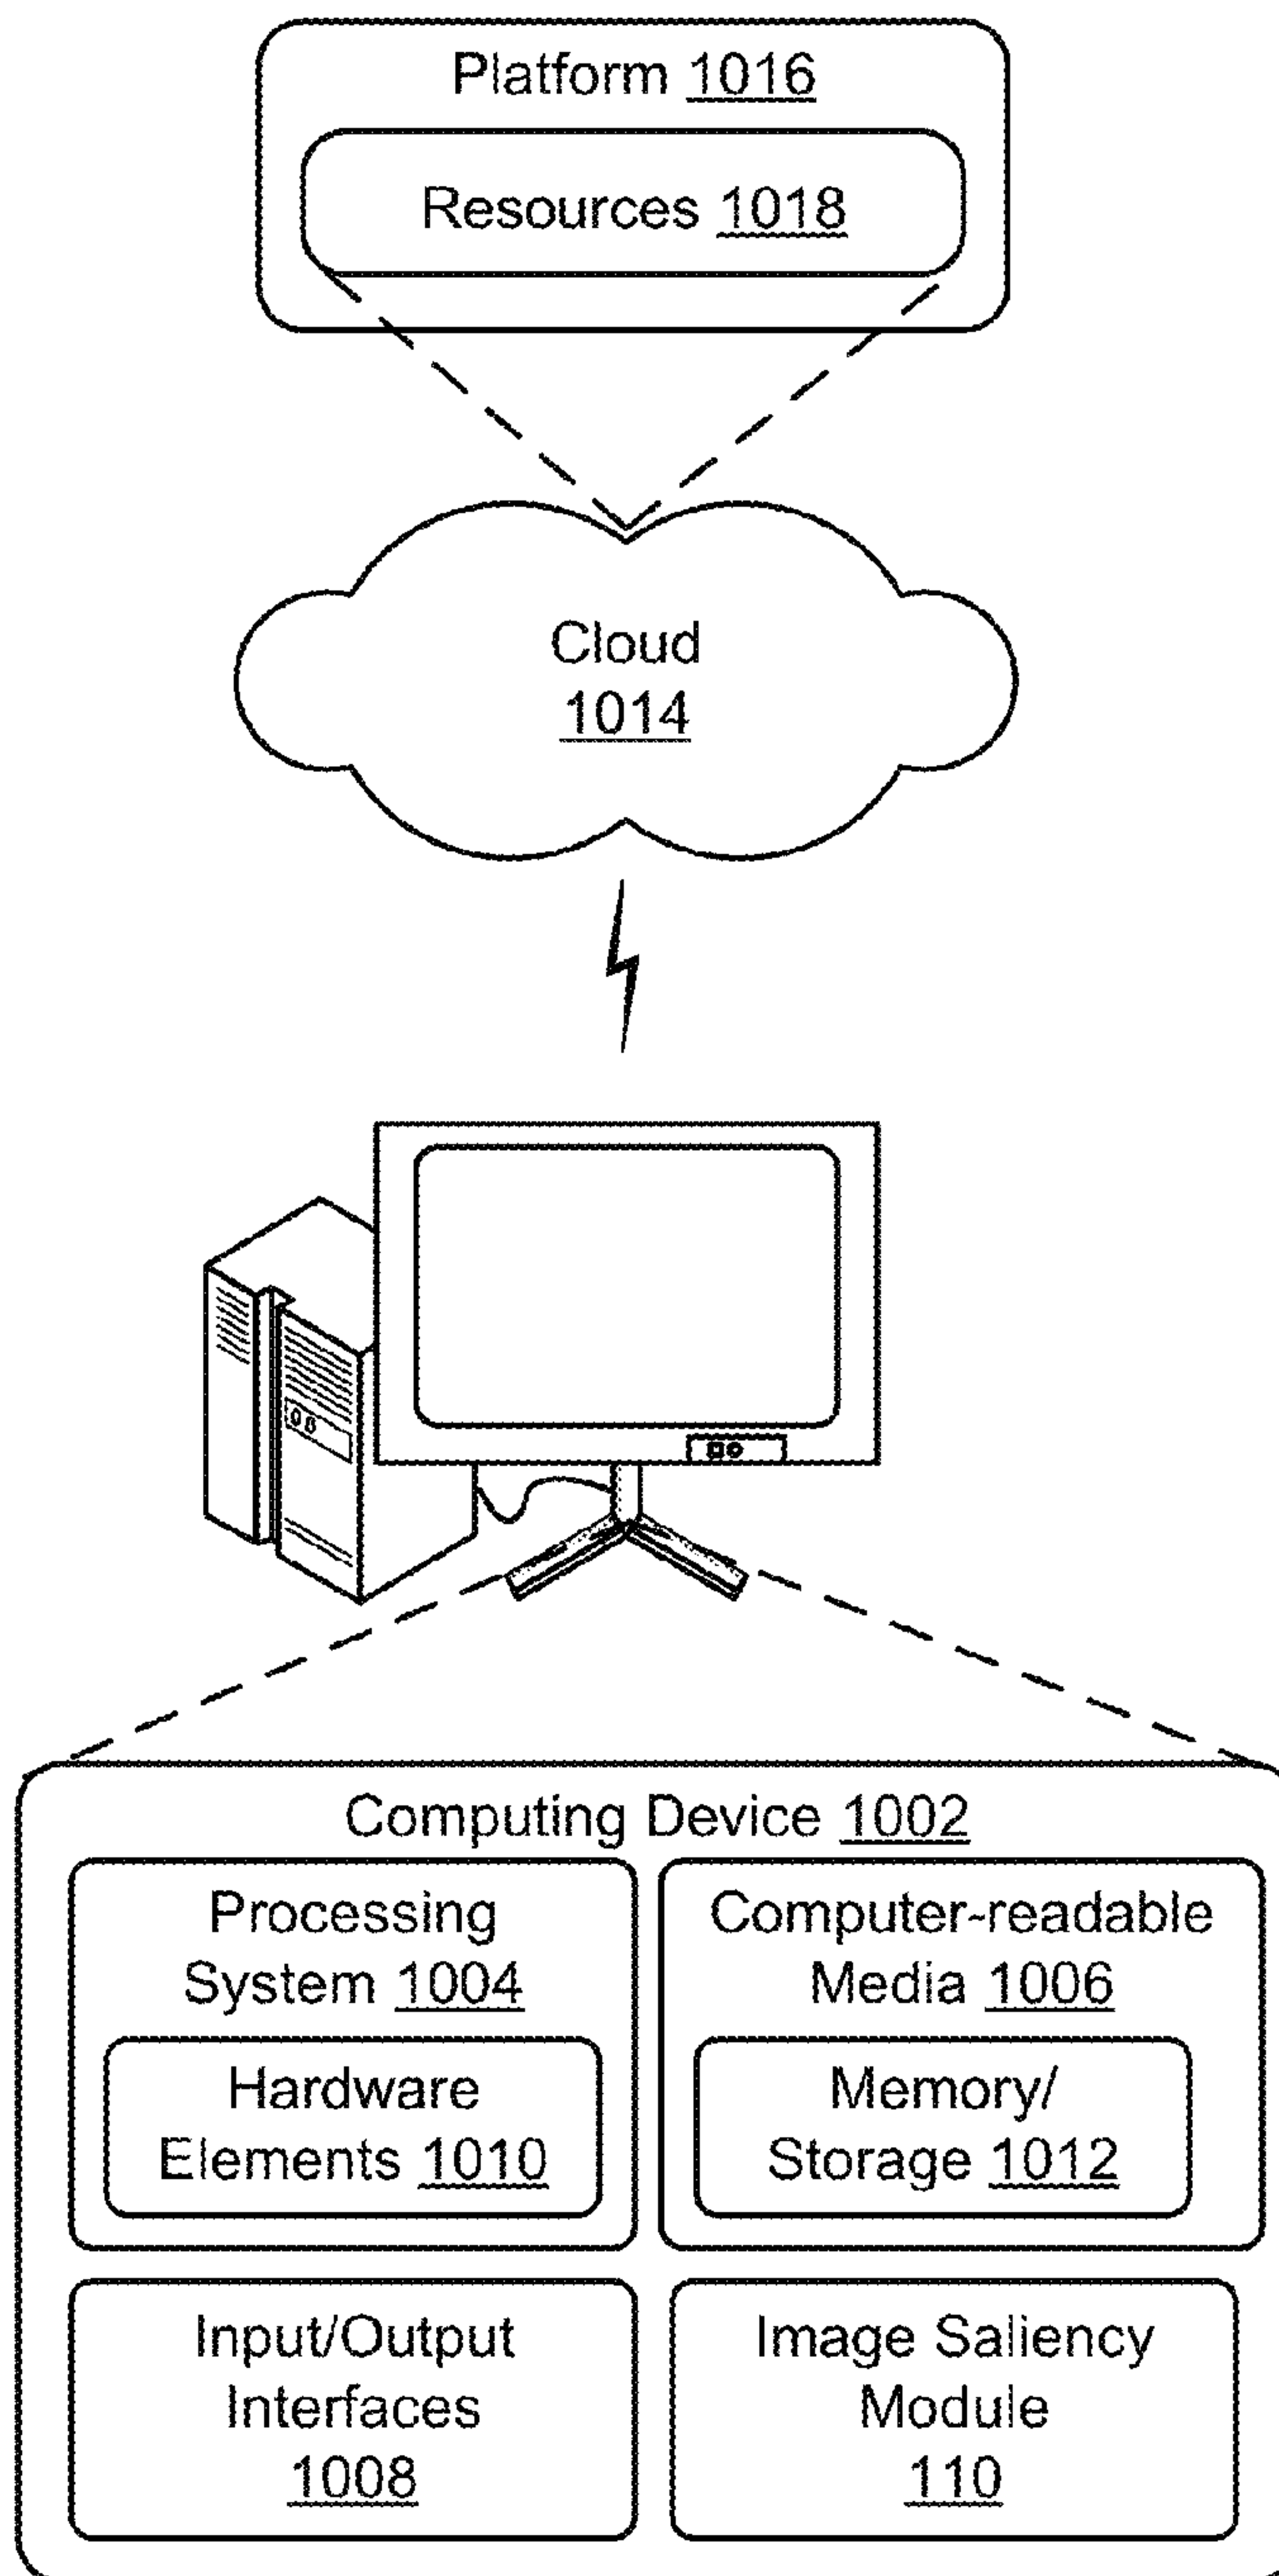 Platform 1016
Resources 1018
Cloud
1014
Computing Device 1002
Processing
System 1004
Hardware
Elements 1010
Computer-readable
Media 1006
Memory/
Storage 1012
Input/Output
Interfaces
1008
Image Saliency
Module
110